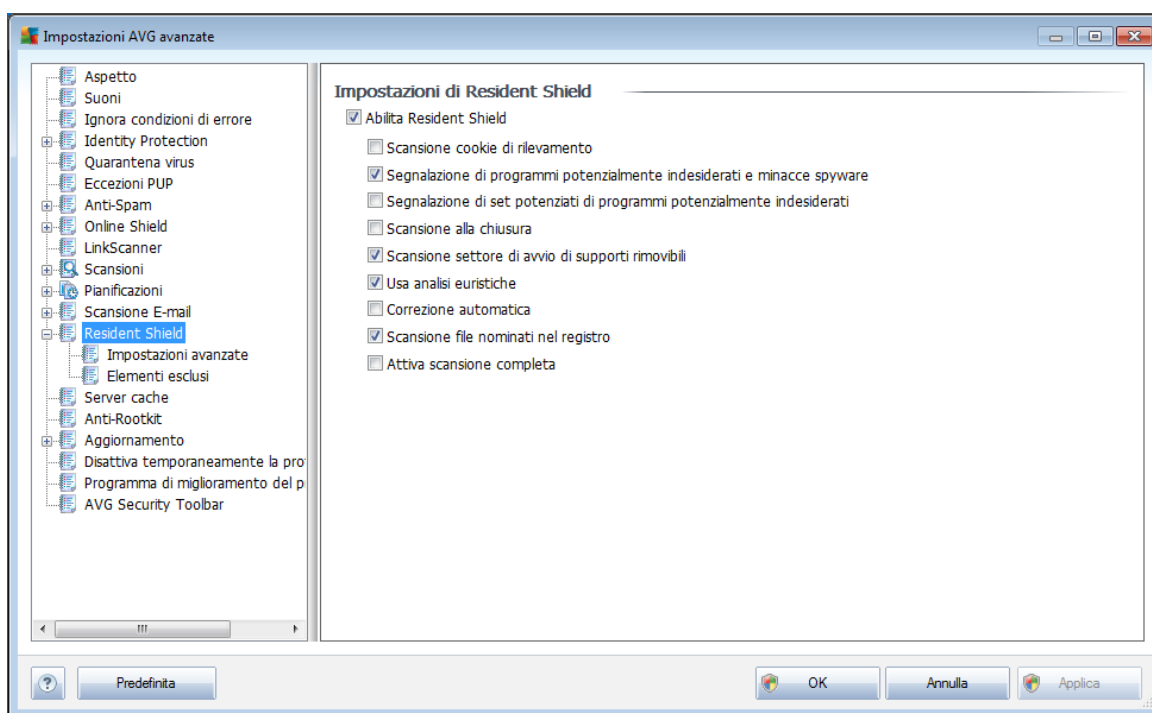 Impostazioni AVG avanzate
Aspetto
Suoni
Ignora condizioni di errore
Identity Protection
Quarantena virus
Eccezioni PUP
Anti-Spam
Online Shield
LinkScanner
Scansioni
Pianificazioni
Scansione E-mail
Resident Shield
Impostazioni avanzate
Elementi esclusi
Server cache
Anti-Rootkit
Aggiornamento
Disattiva temporaneamente la pro
Programma di miglioramento del p
AVG Security Toolbar
Impostazioni di Resident Shield
Abilita Resident Shield
Scansione cookie di rilevamento
Segnalazione di programmi potenzialmente indesiderati e minacce spyware
Segnalazione di set potenziati di programmi potenzialmente indesiderati
Scansione alla chiusura
Scansione settore di avvio di supporti rimovibili
Usa analisi euristiche
Correzione automatica
Scansione file nominati nel registro
Attiva scansione completa
?
Predefinita
OK
Annulla
Applica